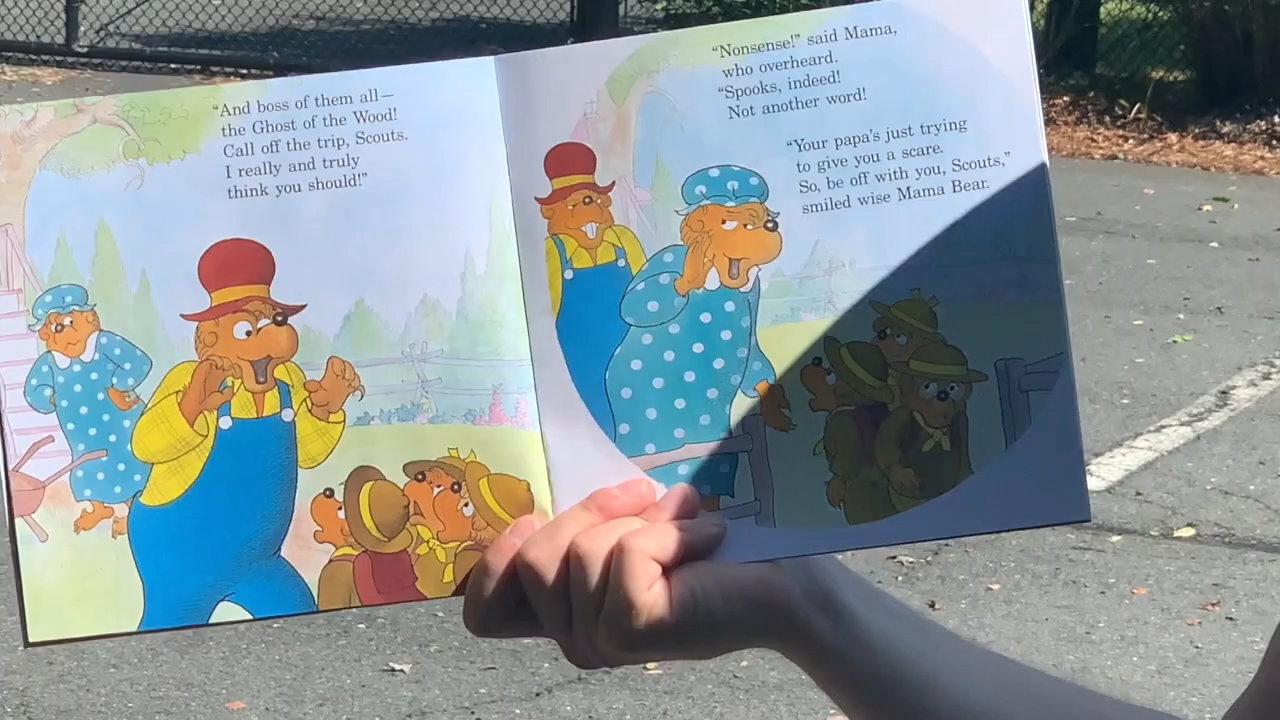 “And boss of them all—
the Ghost of the Wood!
Call off the trip, Scouts.
I really and truly
think you should!”
“Nonsense!” said Mama,
who overheard.
“Spooks, indeed!
Not another word!
“Your papa’s just trying
to give you a scare.
So, be off with you, Scouts,”
smiled wise Mama Bear.